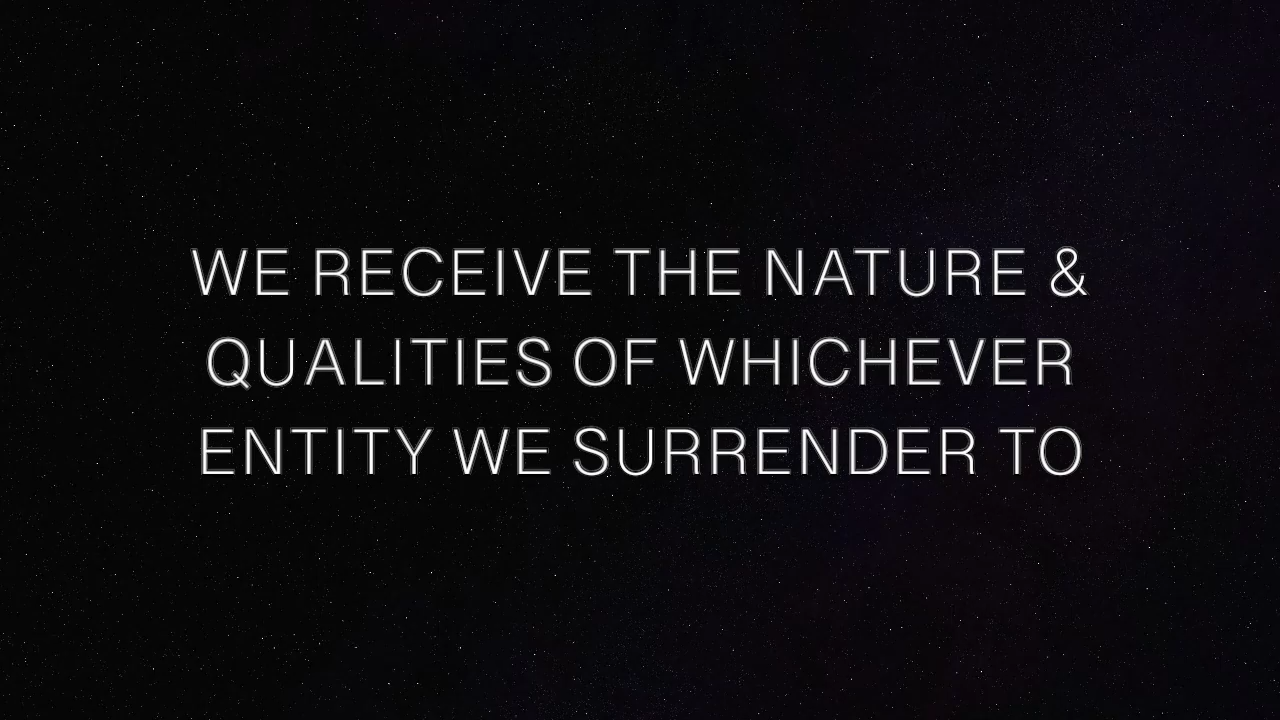 WE RECEIVE THE NATURE &
QUALITIES OF WHICHEVER
ENTITY WE SURRENDER TO